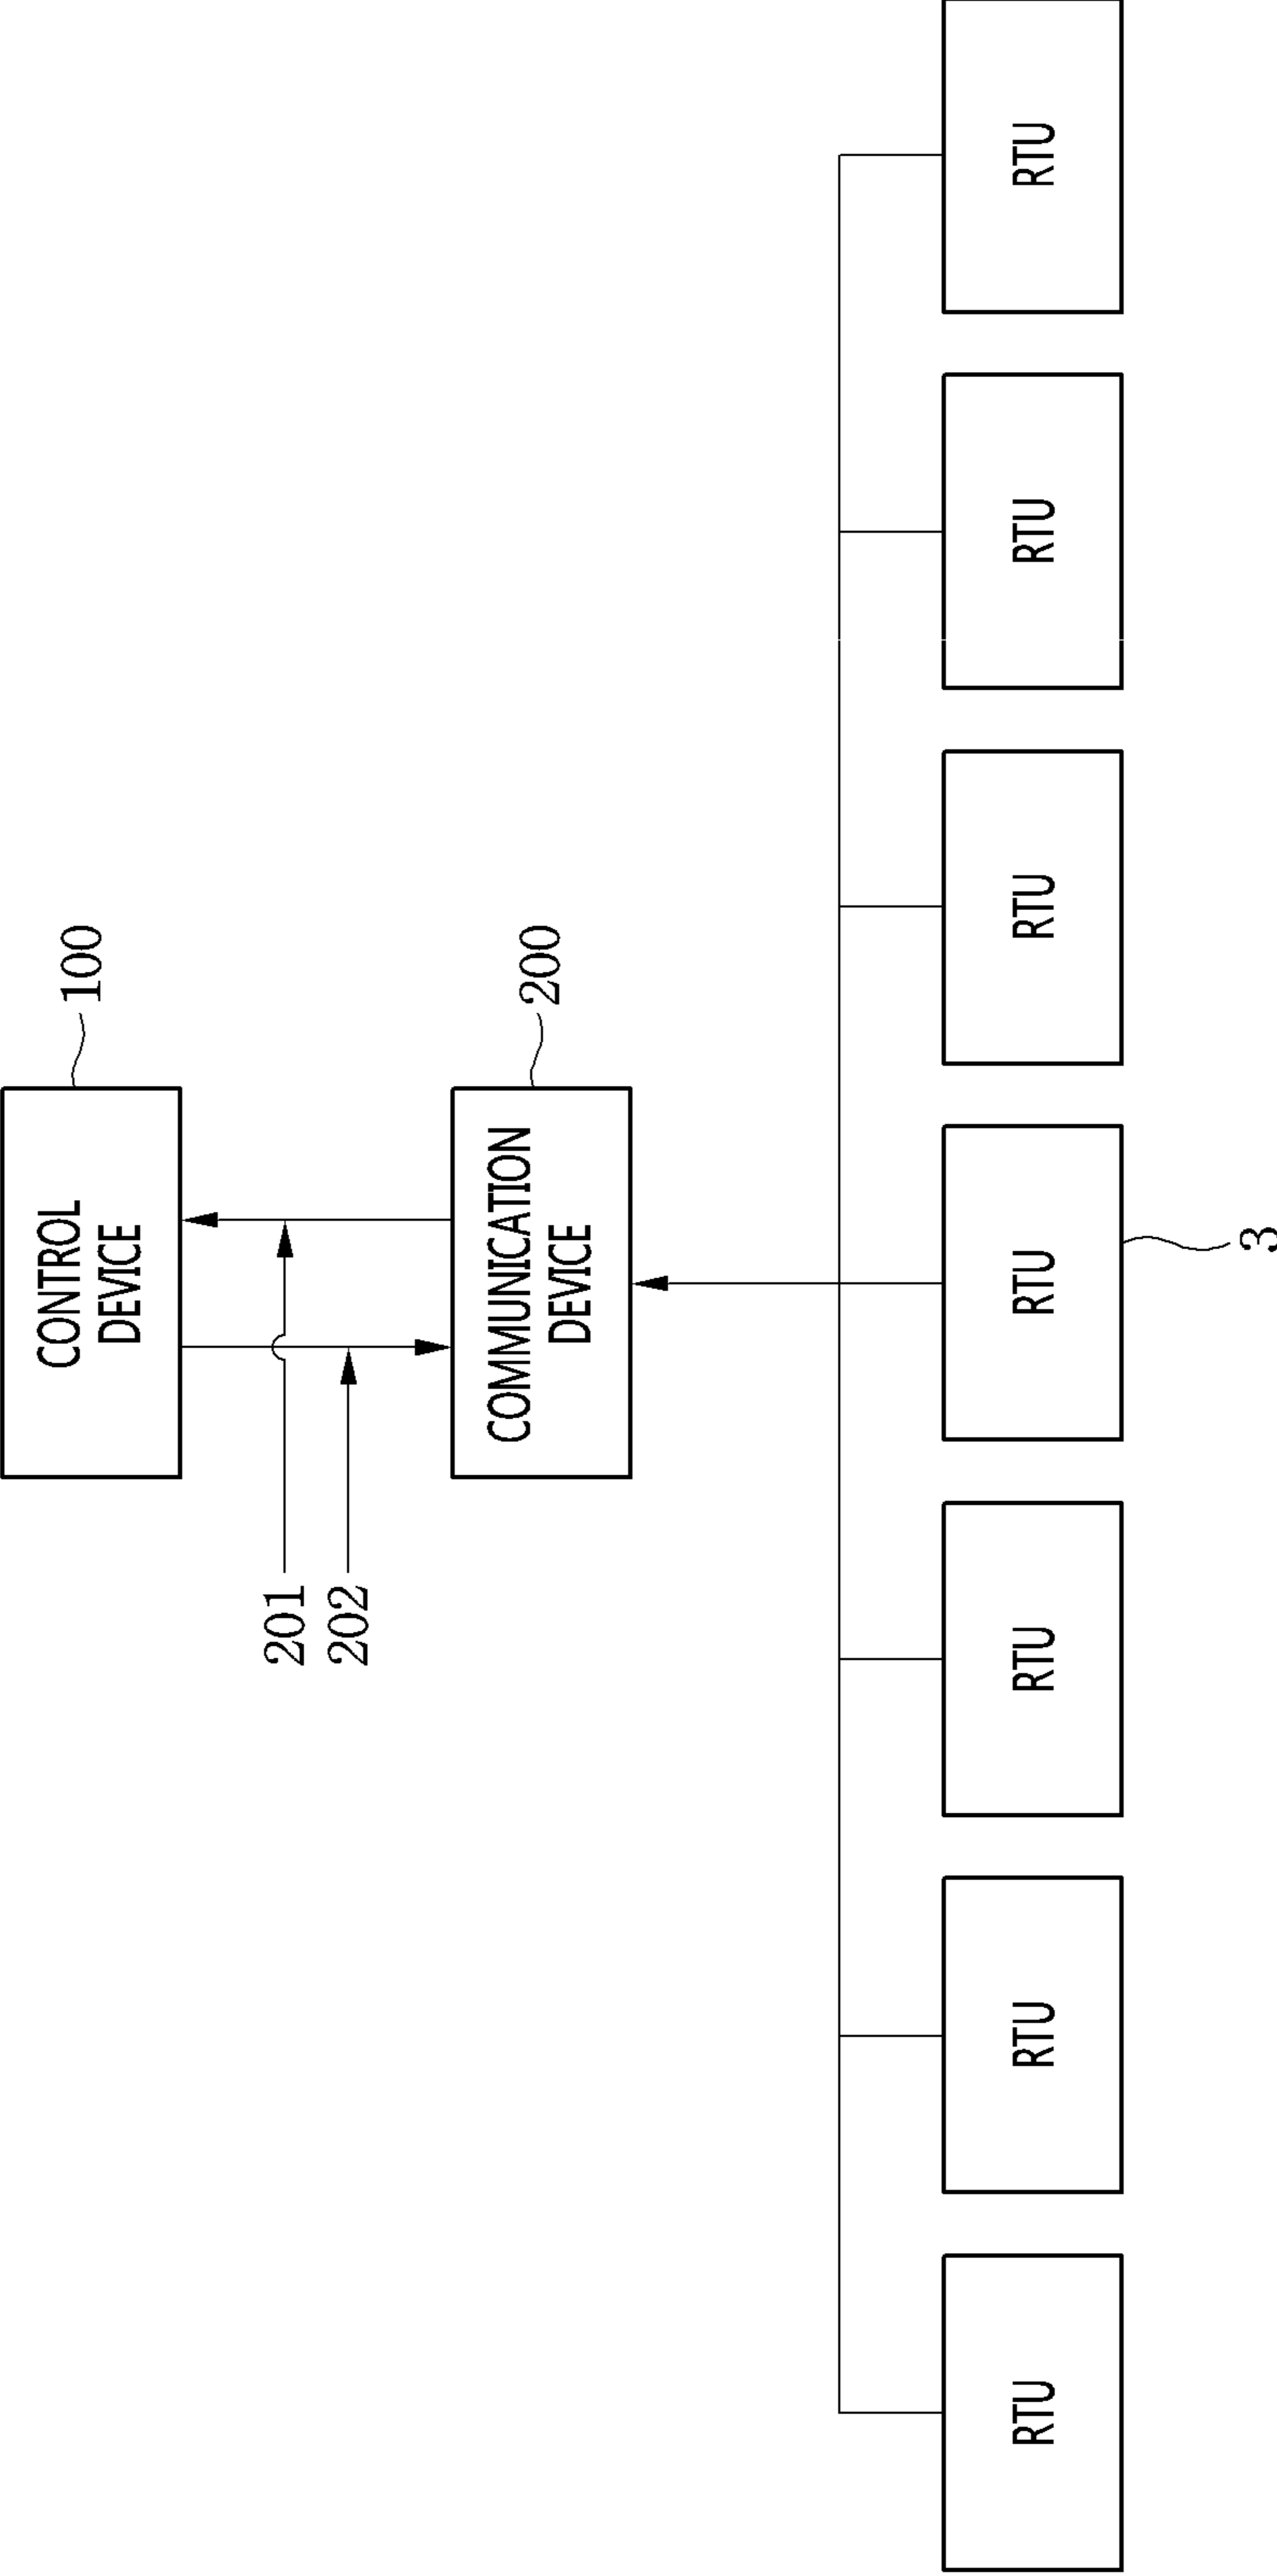 CONTROL
DEVICE
100
201
202
COMMUNICATION
DEVICE
200
RTU
RTU
RTU
RTU
RTU
RTU
RTU
3